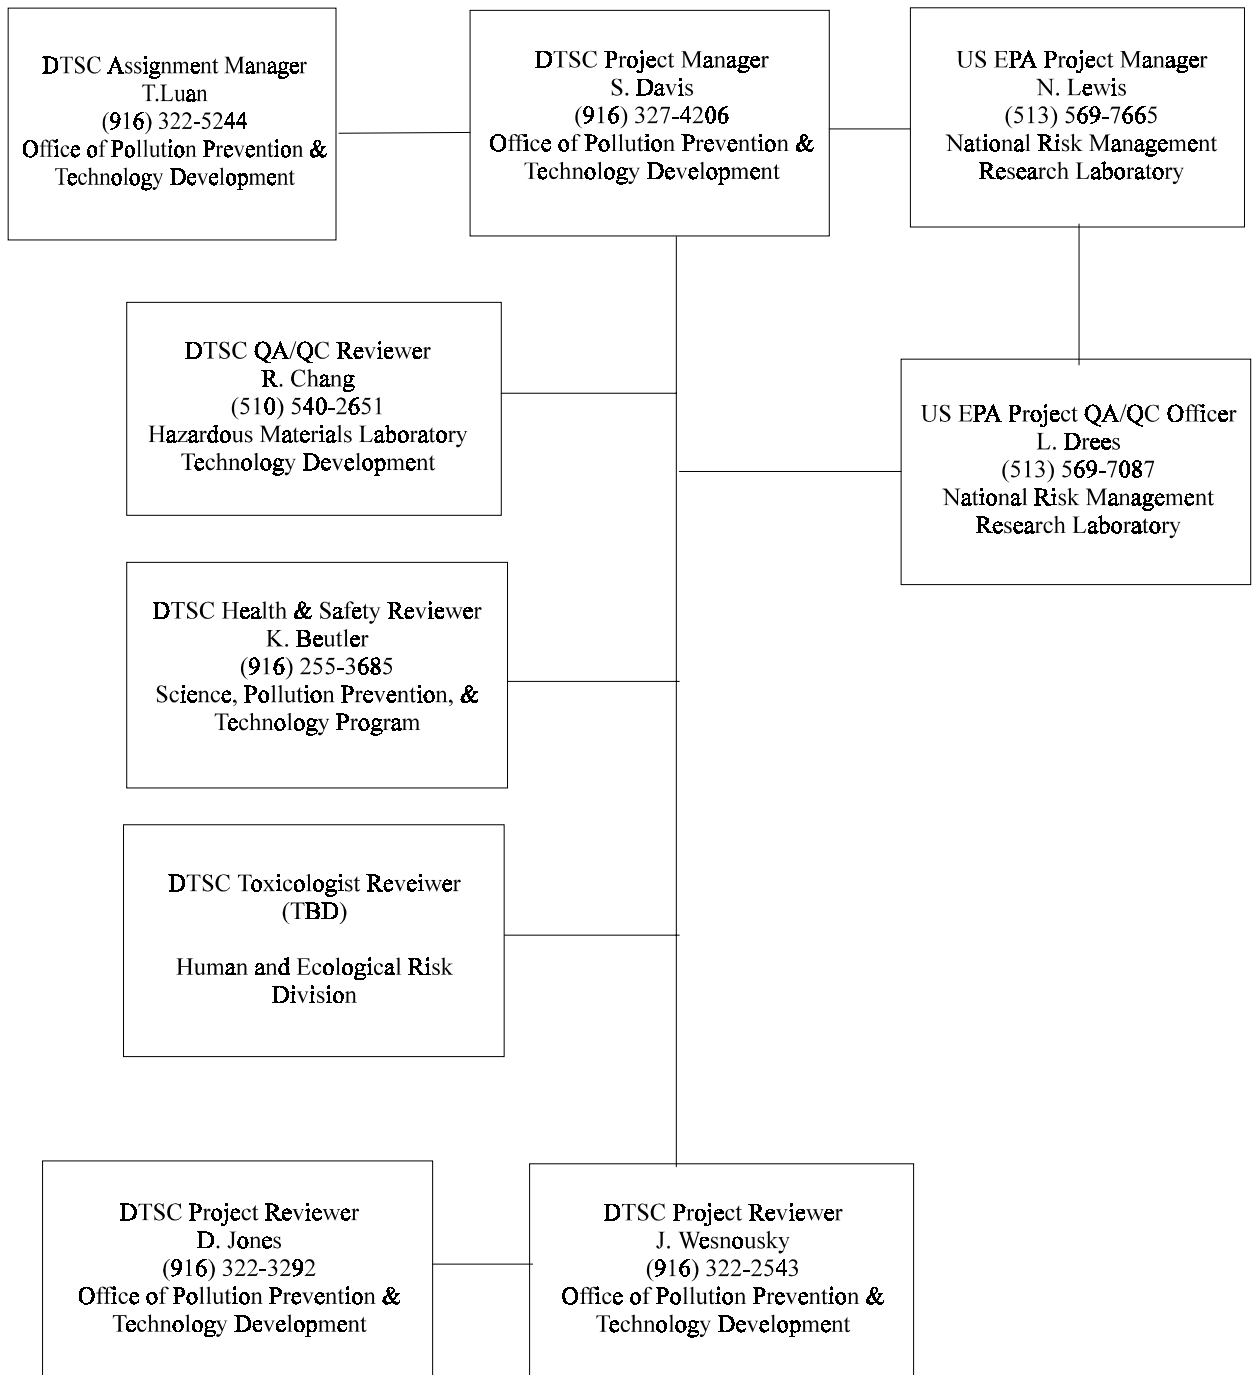 DTSC Assignment Manager
T.Luan
(916) 322-5244
Office of Pollution Prevention &
Technology Development
DTSC Project Manager
S. Davis
(916) 327-4206
Office of Pollution Prevention &
Technology Development
US EPA Project Manager
N. Lewis
(513) 569-7665
National Risk Management
Research Laboratory
DTSC QA/QC Reviewer
R. Chang
(510) 540-2651
Hazardous Materials Laboratory
Technology Development
US EPA Project QA/QC Officer
L. Drees
(513) 569-7087
National Risk Management
Research Laboratory
DTSC Health & Safety Reviewer
K. Beutler
(916) 255-3685
Science, Pollution Prevention, &
Technology Program
DTSC Toxicologist Reveiwer
(TBD)
Human and Ecological Risk
Division
DTSC Project Reviewer
D. Jones
(916) 322-3292
Office of Pollution Prevention &
Technology Development
DTSC Project Reviewer
J. Wesnousky
(916) 322-2543
Office of Pollution Prevention &
Technology Development